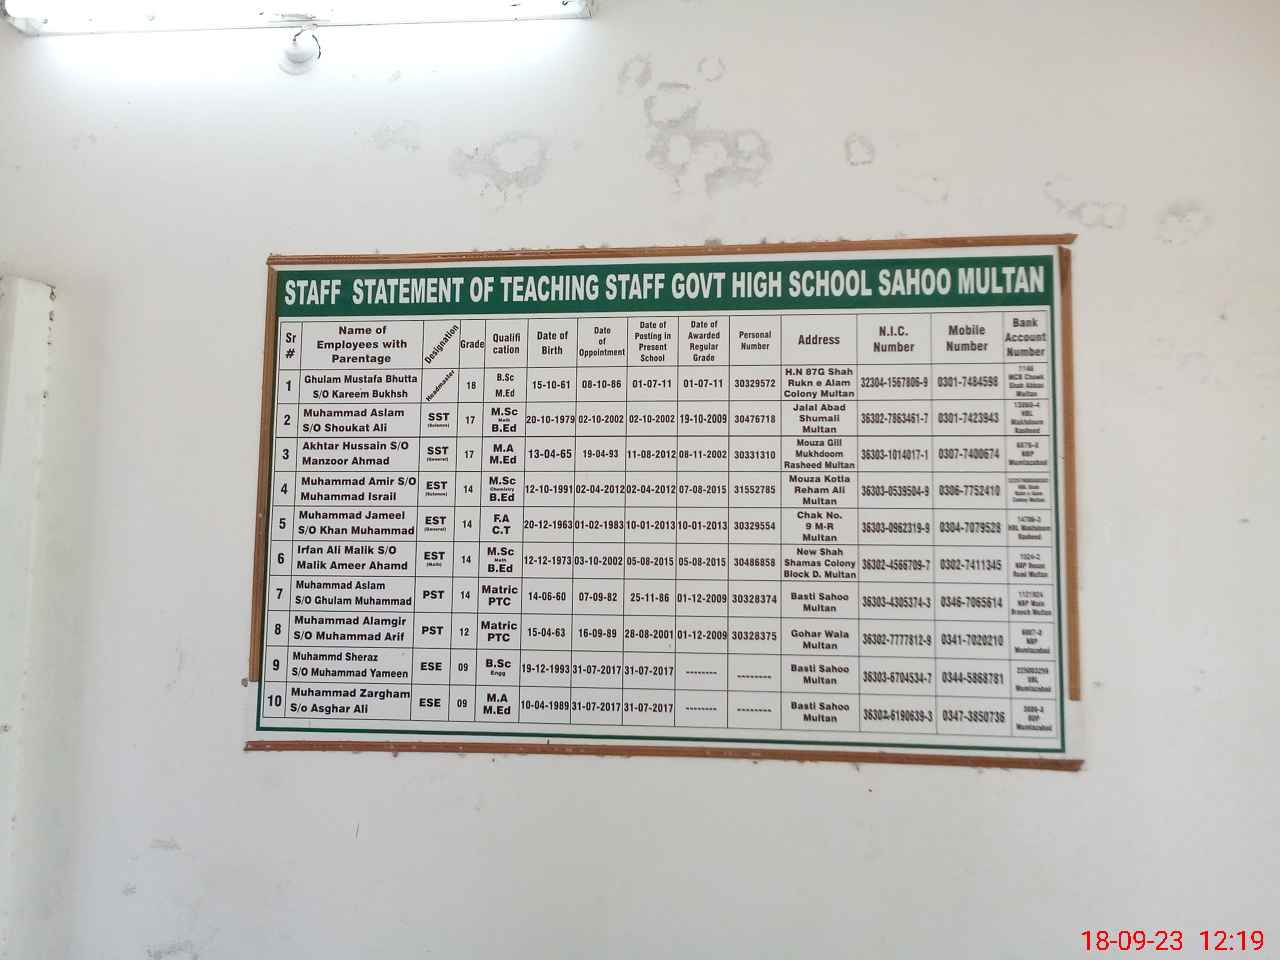 STAFF STATEMENT OF TEACHING STAFF GOVT HIGH SCHOOL SAHOO MULTAN
Sr # Name of Employees with Parentage Designation Grade Qualifi cation Date of Birth Date of Oppointment Date of Posting in Present School Date of Awarded Regular Grade Personal Number Address N.I.C. Number Mobile Number Bank Account Number
1 Ghulam Mustafa Bhutta S/O Kareem Bukhsh Headmaster 18 B.Sc M.Ed 15-10-61 08-10-86 01-07-11 01-07-11 30329572 H.N 87G Shah Rukn e Alam Colony Multan 32304-1567806-9 0301-7484598
2 Muhammad Aslam S/O Shoukat Ali SST (Science) 17 M.Sc Math B.Ed 20-10-1979 02-10-2002 02-10-2002 19-10-2009 30476718 Jalal Abad Shumali Multan 36302-7863461-7 0301-7423943
3 Akhtar Hussain S/O Manzoor Ahmad SST (General) 17 M.A M.Ed 13-04-65 19-04-93 11-08-2012 08-11-2002 30331310 Mouza Gill Mukhdoom Rasheed Multan 36303-1014017-1 0307-7400674
4 Muhammad Amir S/O Muhammad Israil EST (Science) 14 M.Sc Chemistry B.Ed 12-10-1991 02-04-2012 02-04-2012 07-08-2015 31552785 Mouza Kotla Reham Ali Multan 36303-0539504-9 0306-7752410
5 Muhammad Jameel S/O Khan Muhammad EST (General) 14 F.A C.T 20-12-1963 01-02-1983 10-01-2013 10-01-2013 30329554 Chak No. 9 M-R Multan 36303-0962319-9 0304-7079528
6 Irfan Ali Malik S/O Malik Ameer Ahamd EST (Math) 14 M.Sc Math B.Ed 12-12-1973 03-10-2002 05-08-2015 05-08-2015 30486858 New Shah Shamas Colony Block D. Multan 36302-4566709-7 0302-7411345
7 Muhammad Aslam S/O Ghulam Muhammad PST 14 Matric PTC 14-06-60 07-09-82 25-11-86 01-12-2009 30328374 Basti Sahoo Multan 36303-4305374-3 0346-7065614
8 Muhammad Alamgir S/O Muhammad Arif PST 12 Matric PTC 15-04-63 16-09-89 28-08-2001 01-12-2009 30328375 Gohar Wala Multan 36302-7777812-9 0341-7020210
9 Muhammd Sheraz S/O Muhammad Yameen ESE 09 B.Sc Engg 19-12-1993 31-07-2017 31-07-2017 -------- -------- Basti Sahoo Multan 36303-6704534-7 0344-5868781
10 Muhammad Zargham S/o Asghar Ali ESE 09 M.A M.Ed 10-04-1989 31-07-2017 31-07-2017 -------- -------- Basti Sahoo Multan 36302-6190639-3 0347-3850736
18-09-23 12:19